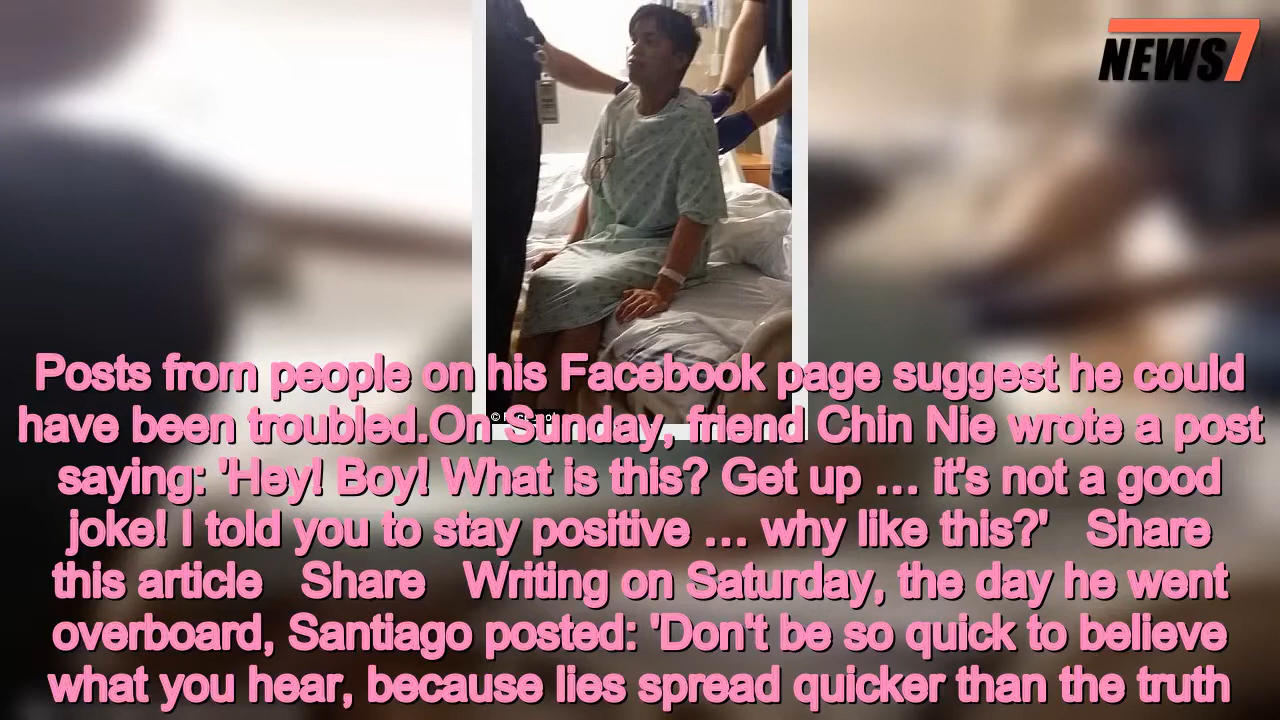 NEWS7
Posts from people on his Facebook page suggest he could
have been troubled.On Sunday, friend Chin Nie wrote a post
saying: 'Hey! Boy! What is this? Get up … it's not a good
joke! I told you to stay positive … why like this?'   Share
this article   Share   Writing on Saturday, the day he went
overboard, Santiago posted: 'Don't be so quick to believe
what you hear, because lies spread quicker than the truth